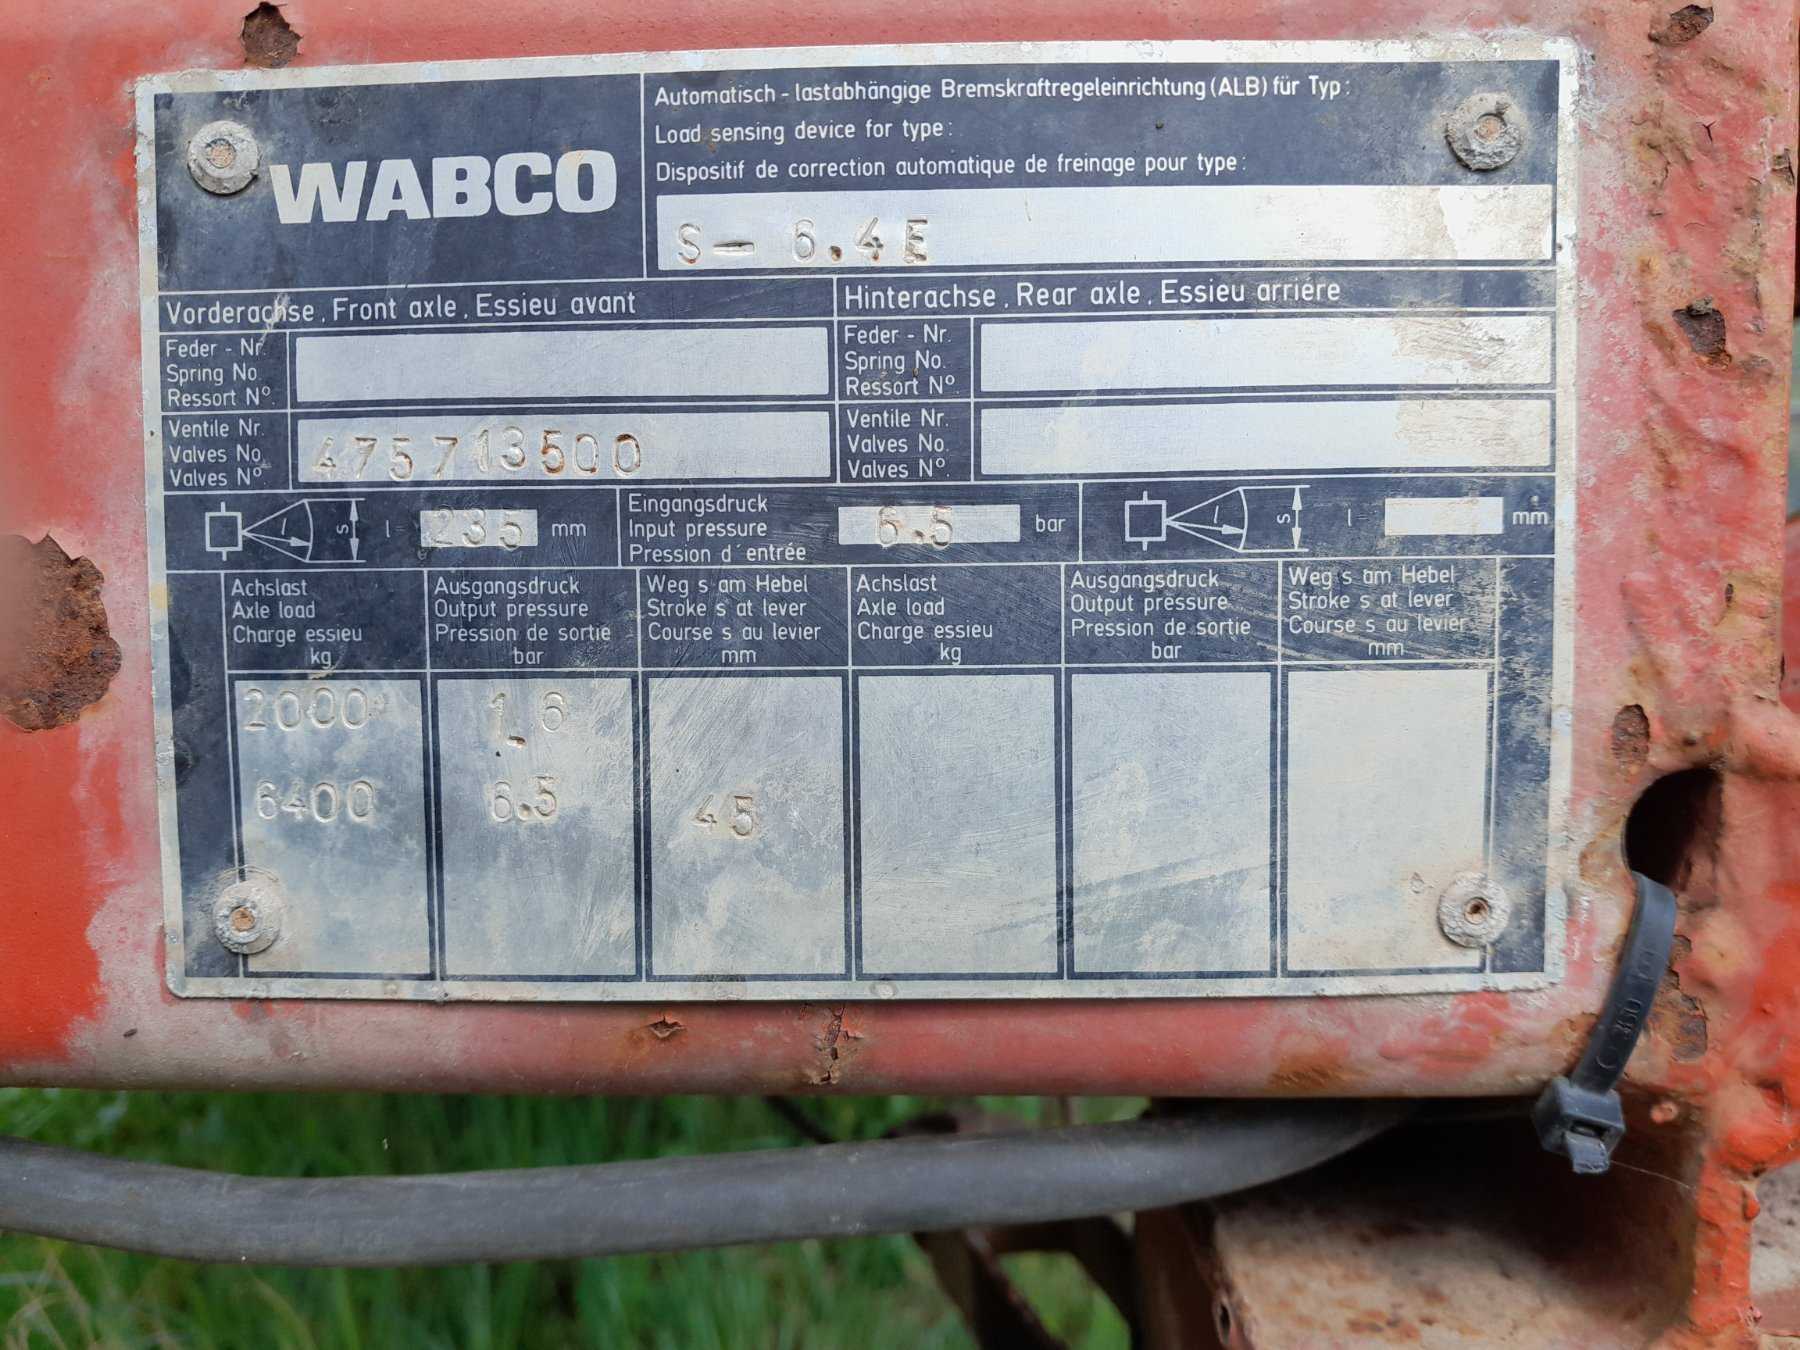 WABCO
Automatisch - lastabhängige Bremskraftregeleinrichtung (ALB) für Typ:
Load sensing device for type:
Dispositif de correction automatique de freinage pour type:
S - 6.4E
Vorderachse, Front axle, Essieu avant
Hinterachse, Rear axle, Essieu arriére
Feder - Nr.
Spring No.
Ressort N°.
Feder - Nr.
Spring No.
Ressort N°.
Ventile Nr.
Valves No.
Valves N°
475713500
Ventile Nr.
Valves No.
Valves N°.
l
s
l= 235 mm
Eingangsdruck
Input pressure
Pression d´entrée
6.5 bar
l
s
l= mm
Achslast
Axle load
Charge essieu
kg
Ausgangsdruck
Output pressure
Pression de sortie
bar
Weg s am Hebel
Stroke s at lever
Course s au levier
mm
Achslast
Axle load
Charge essieu
kg
Ausgangsdruck
Output pressure
Pression de sortie
bar
Weg s am Hebel
Stroke s at lever
Course s au levier
mm
2000 1.6
6400 6.5 45